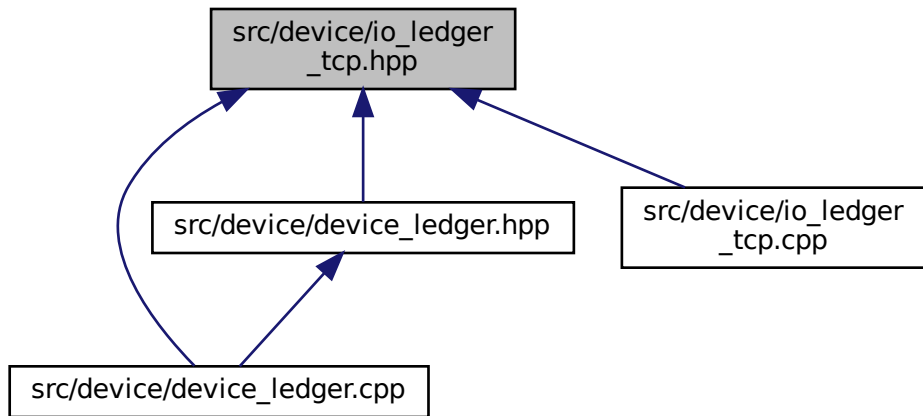 src/device/io_ledger
_tcp.hpp
src/device/device_ledger.hpp
src/device/io_ledger
_tcp.cpp
src/device/device_ledger.cpp